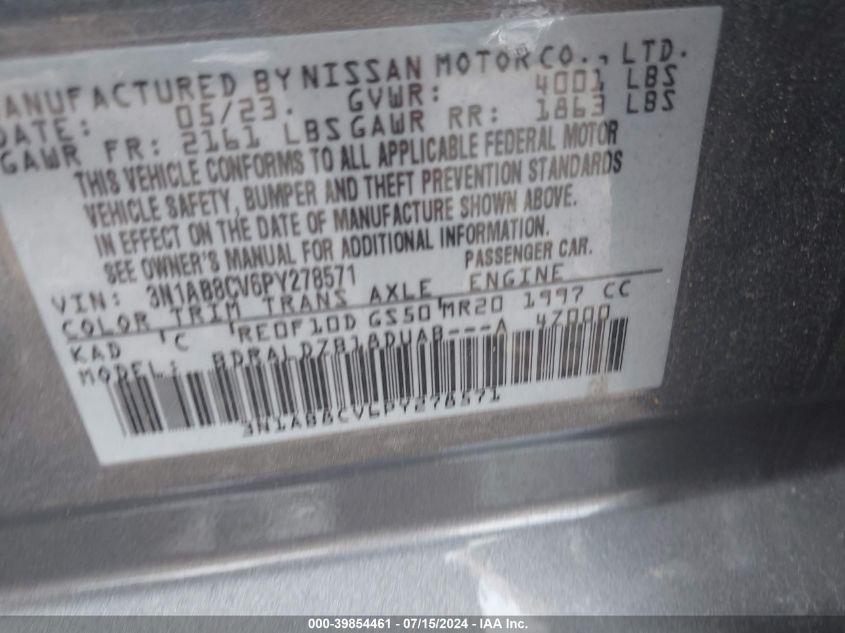 MANUFACTURED BY NISSAN MOTOR CO., LTD.
DATE: 05/23. GVWR: 4001 LBS
GAWR FR: 2161 LBS GAWR RR: 1863 LBS
THIS VEHICLE CONFORMS TO ALL APPLICABLE FEDERAL MOTOR
VEHICLE SAFETY, BUMPER AND THEFT PREVENTION STANDARDS
IN EFFECT ON THE DATE OF MANUFACTURE SHOWN ABOVE.
SEE OWNER'S MANUAL FOR ADDITIONAL INFORMATION.
VIN: 3N1AB8CV6PY278571 PASSENGER CAR.
COLOR TRIM TRANS AXLE ENGINE
KAD C RE0F10D GS50 MR20 1997 CC
MODEL: BDRALDZB18DUAB---A 47000
3N1AB8CV6PY278571
000-39854461 - 07/15/2024 - IAA Inc.